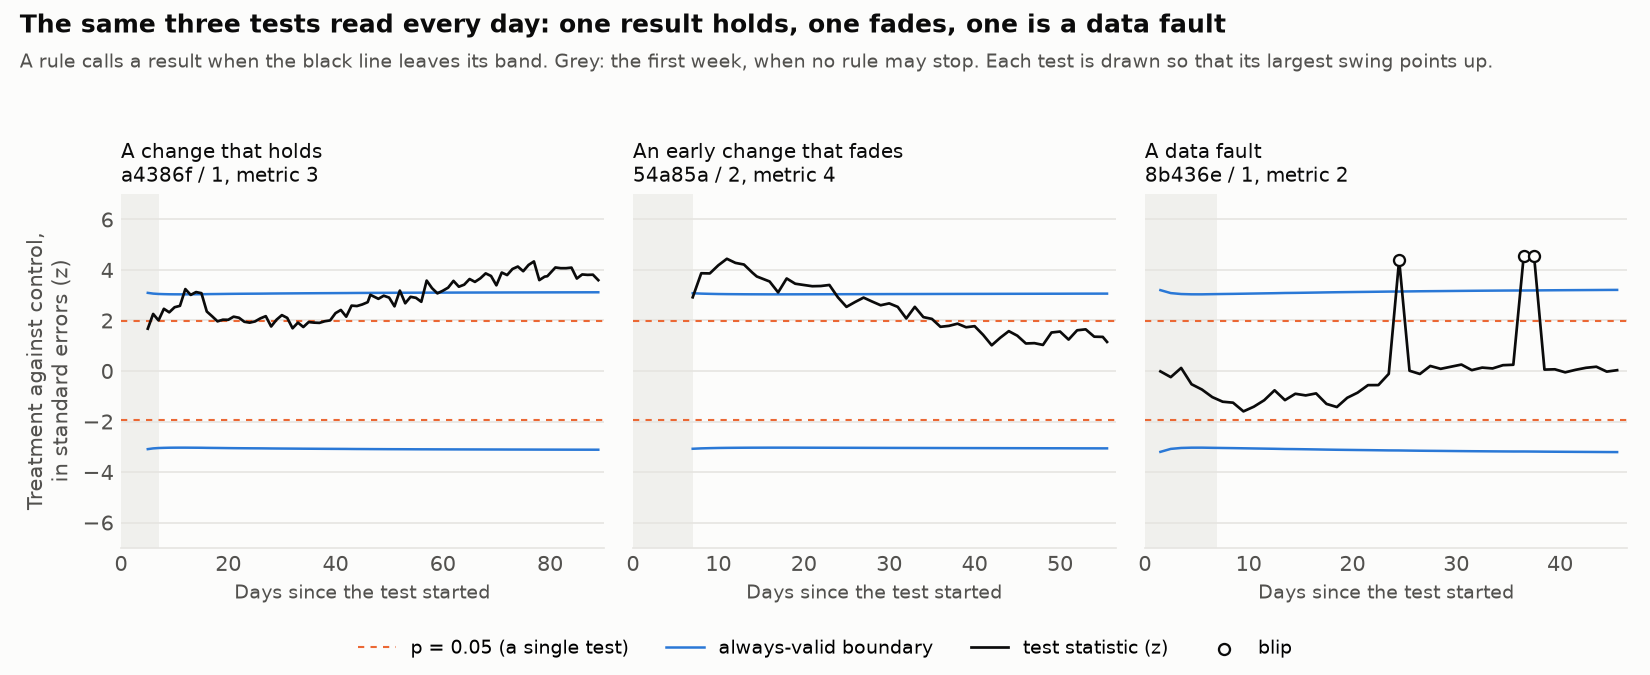 The same three tests read every day: one result holds, one fades, one is a data fault
A rule calls a result when the black line leaves its band. Grey: the first week, when no rule may stop. Each test is drawn so that its largest swing points up.
A change that holds
a4386f / 1, metric 3
An early change that fades
54a85a / 2, metric 4
A data fault
8b436e / 1, metric 2
Treatment against control,
in standard errors (z)
6
4
2
0
−2
−4
−6
0 20 40 60 80
0 10 20 30 40 50
0 10 20 30 40
Days since the test started
Days since the test started
Days since the test started
p = 0.05 (a single test)
always-valid boundary
test statistic (z)
blip